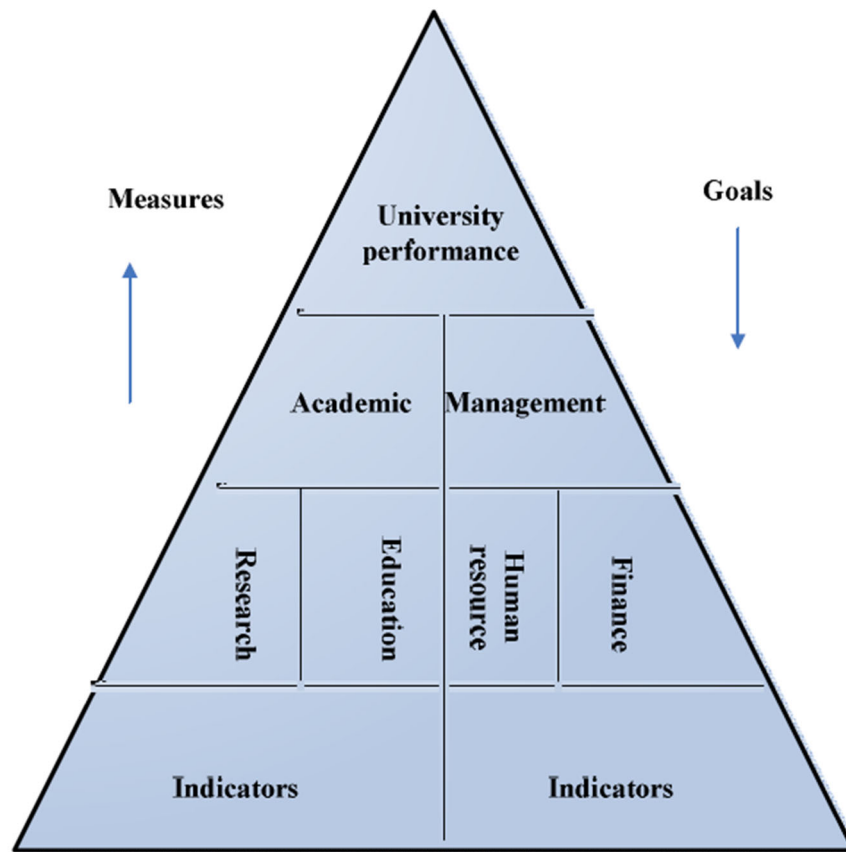 Measures
Goals
University
performance
Academic
Management
Research
Education
Human
resource
Finance
Indicators
Indicators